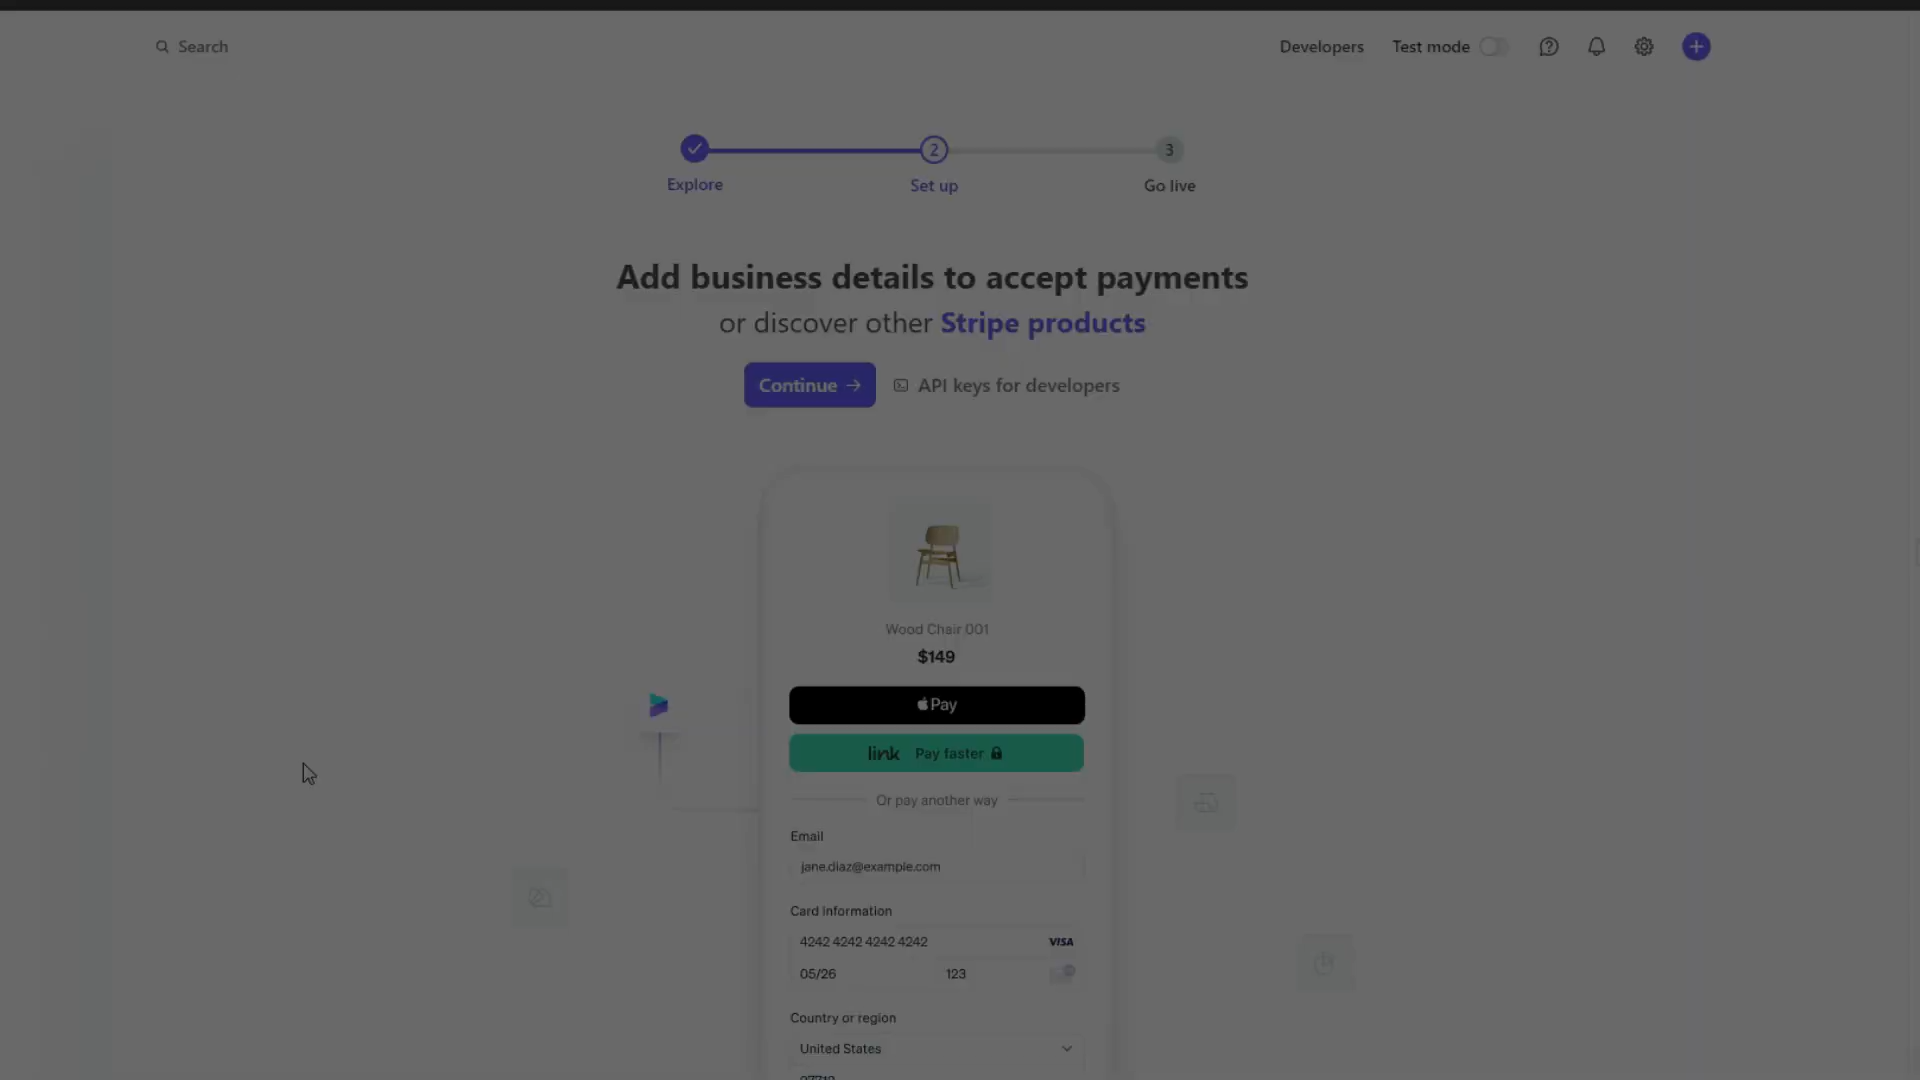 Search
Developers
Test mode
2
3
Explore
Set up
Go live
Add business details to accept payments
or discover other Stripe products
Continue →
API keys for developers
Wood Chair 001
$149
Pay
link Pay faster
Or pay another way
Email
jane.diaz@example.com
Card information
4242 4242 4242 4242
VISA
05/26
123
Country or region
United States